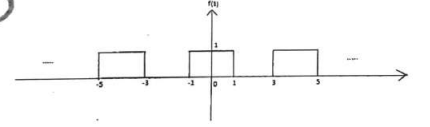 f(t)
1
..... .....
-5 -3 -1 0 1 3 5